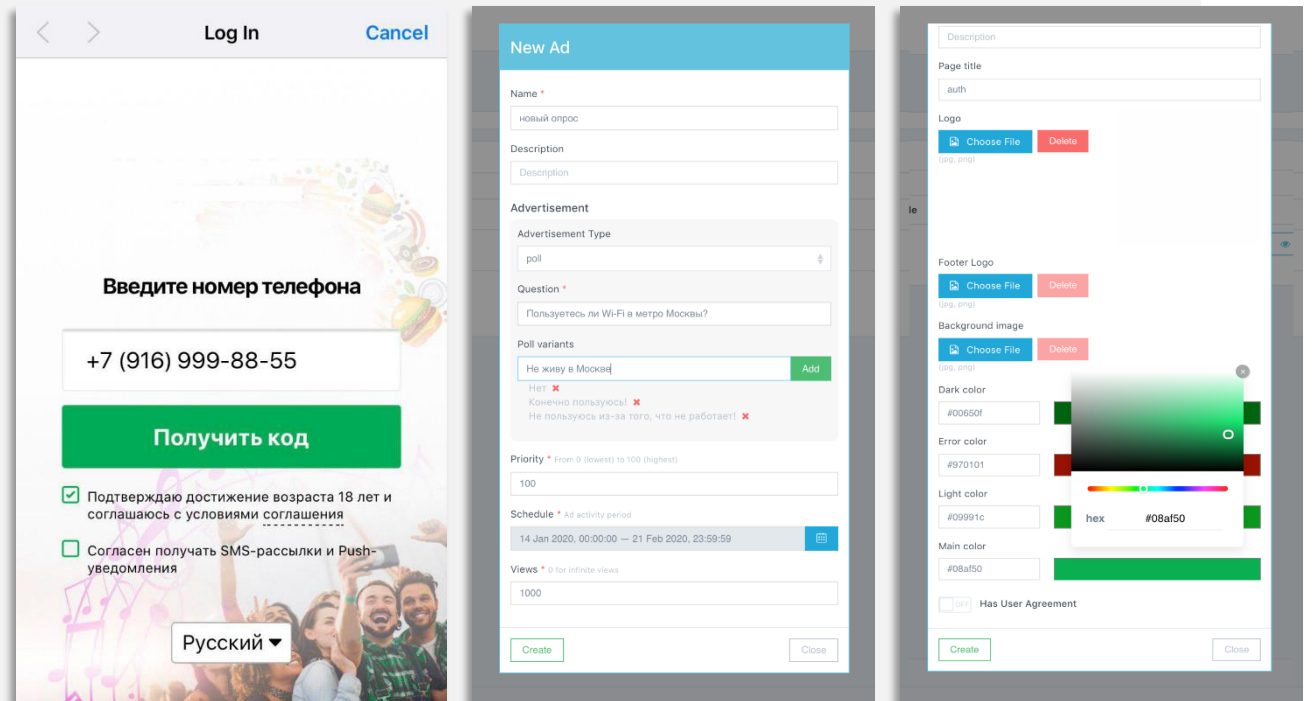 Log In
Cancel
Введите номер телефона
+7 (916) 999-88-55
Получить код
Подтверждаю достижение возраста 18 лет и
соглашаюсь с условиями соглашения
Согласен получать SMS-рассылки и Push-
уведомления
Русский
New Ad
Name *
новый опрос
Description
Description
Advertisement
Advertisement Type
poll
Question *
Пользуетесь ли Wi-Fi в метро Москвы?
Poll variants
Не живу в Москве
Add
Нет
Конечно пользуюсь!
Не пользуюсь из-за того, что не работает!
Priority * From 0 (lowest) to 100 (highest)
100
Schedule * Ad activity period
14 Jan 2020, 00:00:00 — 21 Feb 2020, 23:59:59
Views * 0 for infinite views
1000
Create
Close
le
Description
Page title
auth
Logo
Choose File
Delete
(jpg, png)
Footer Logo
Choose File
Delete
(jpg, png)
Background image
Choose File
Delete
(jpg, png)
Dark color
#00650f
Error color
#970101
Light color
#09991c
hex
#08af50
Main color
#08af50
OFF
Has User Agreement
Create
Close